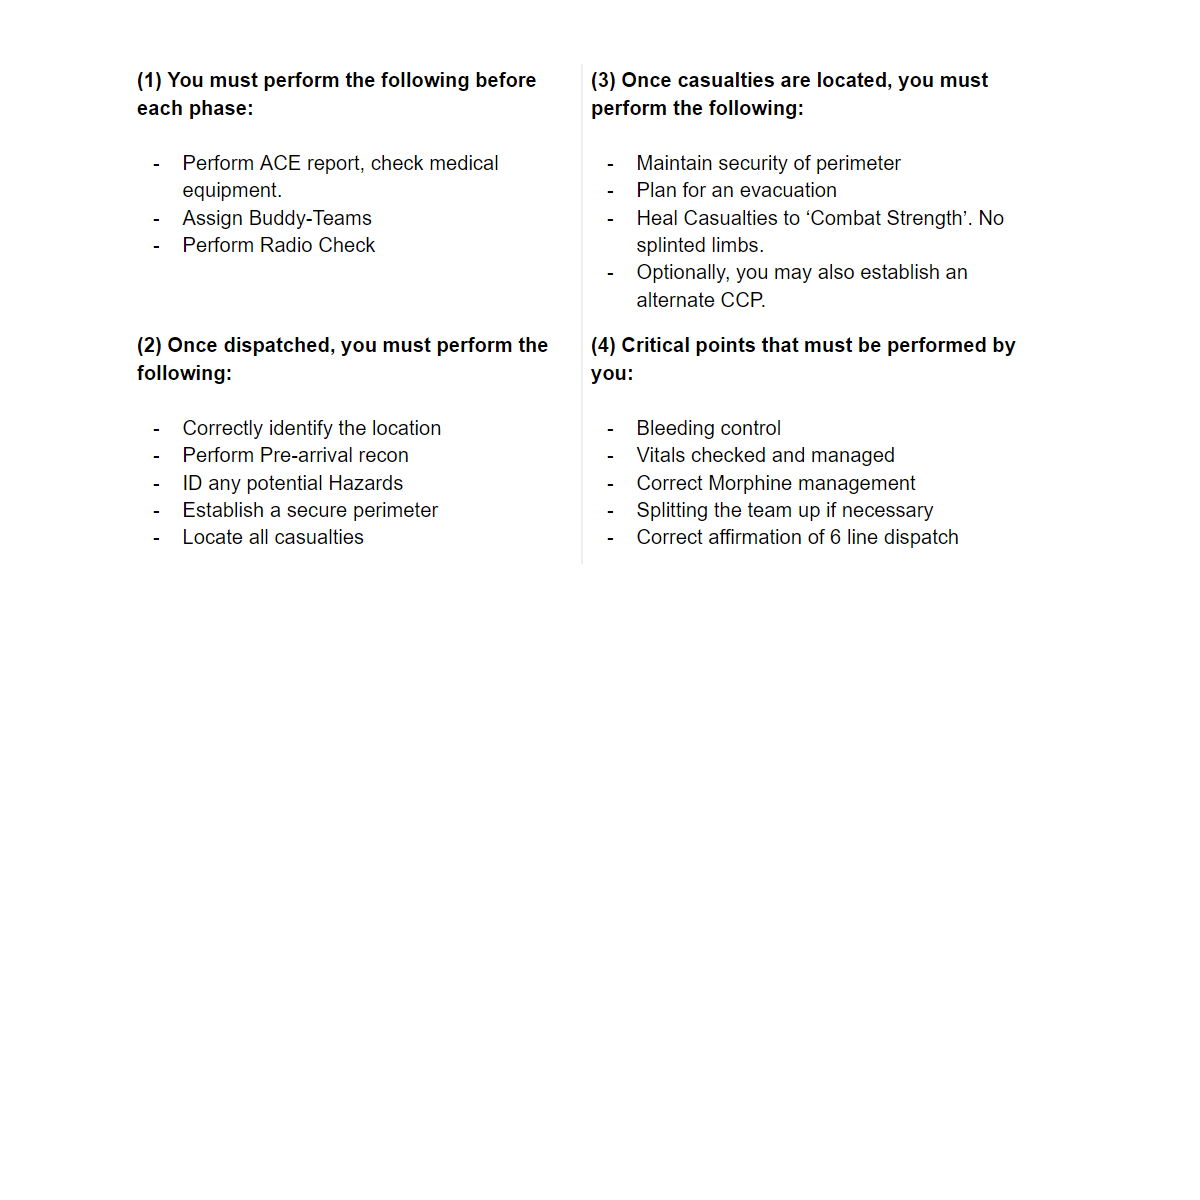 (1) You must perform the following before
each phase:
- Perform ACE report, check medical
equipment.
- Assign Buddy-Teams
- Perform Radio Check
(2) Once dispatched, you must perform the
following:
- Correctly identify the location
- Perform Pre-arrival recon
- ID any potential Hazards
- Establish a secure perimeter
- Locate all casualties
(3) Once casualties are located, you must
perform the following:
- Maintain security of perimeter
- Plan for an evacuation
- Heal Casualties to ‘Combat Strength’. No
splinted limbs.
- Optionally, you may also establish an
alternate CCP.
(4) Critical points that must be performed by
you:
- Bleeding control
- Vitals checked and managed
- Correct Morphine management
- Splitting the team up if necessary
- Correct affirmation of 6 line dispatch